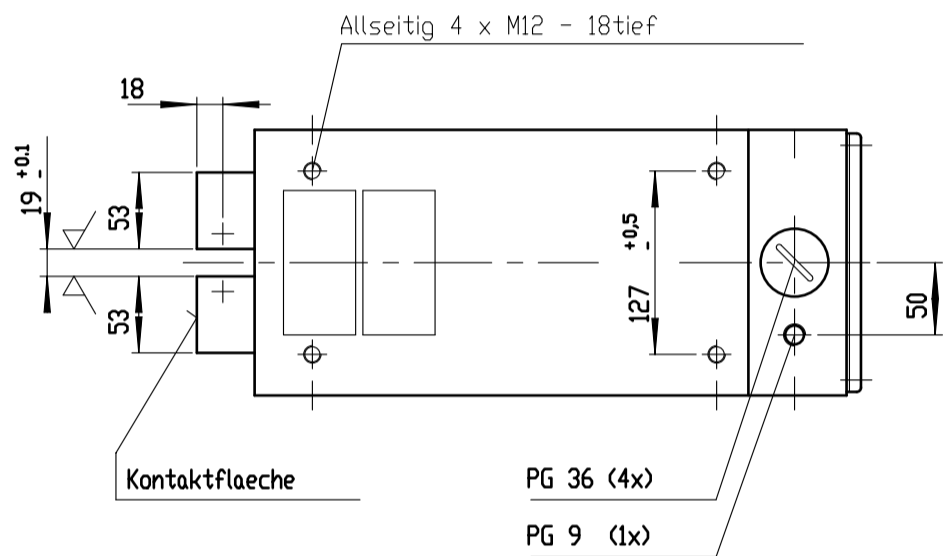 Allseitig 4 x M12 - 18tief
18
19 +0.1 -
53
53
127 +0,5 -
50
Kontaktflaeche
PG 36 (4x)
PG 9 (1x)